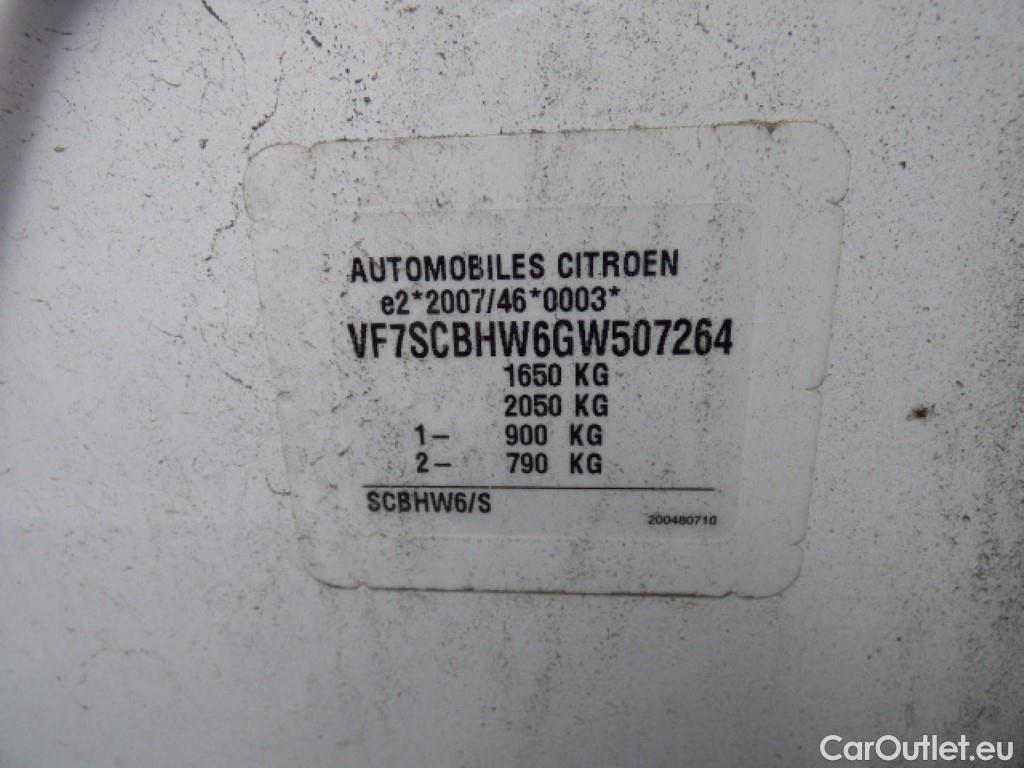 AUTOMOBILES CITROEN
e2*2007/46*0003*
VF7SCBHW6GW507264
1650 KG
2050 KG
1- 900 KG
2- 790 KG
SCBHW6/S
200480710
CarOutlet.eu